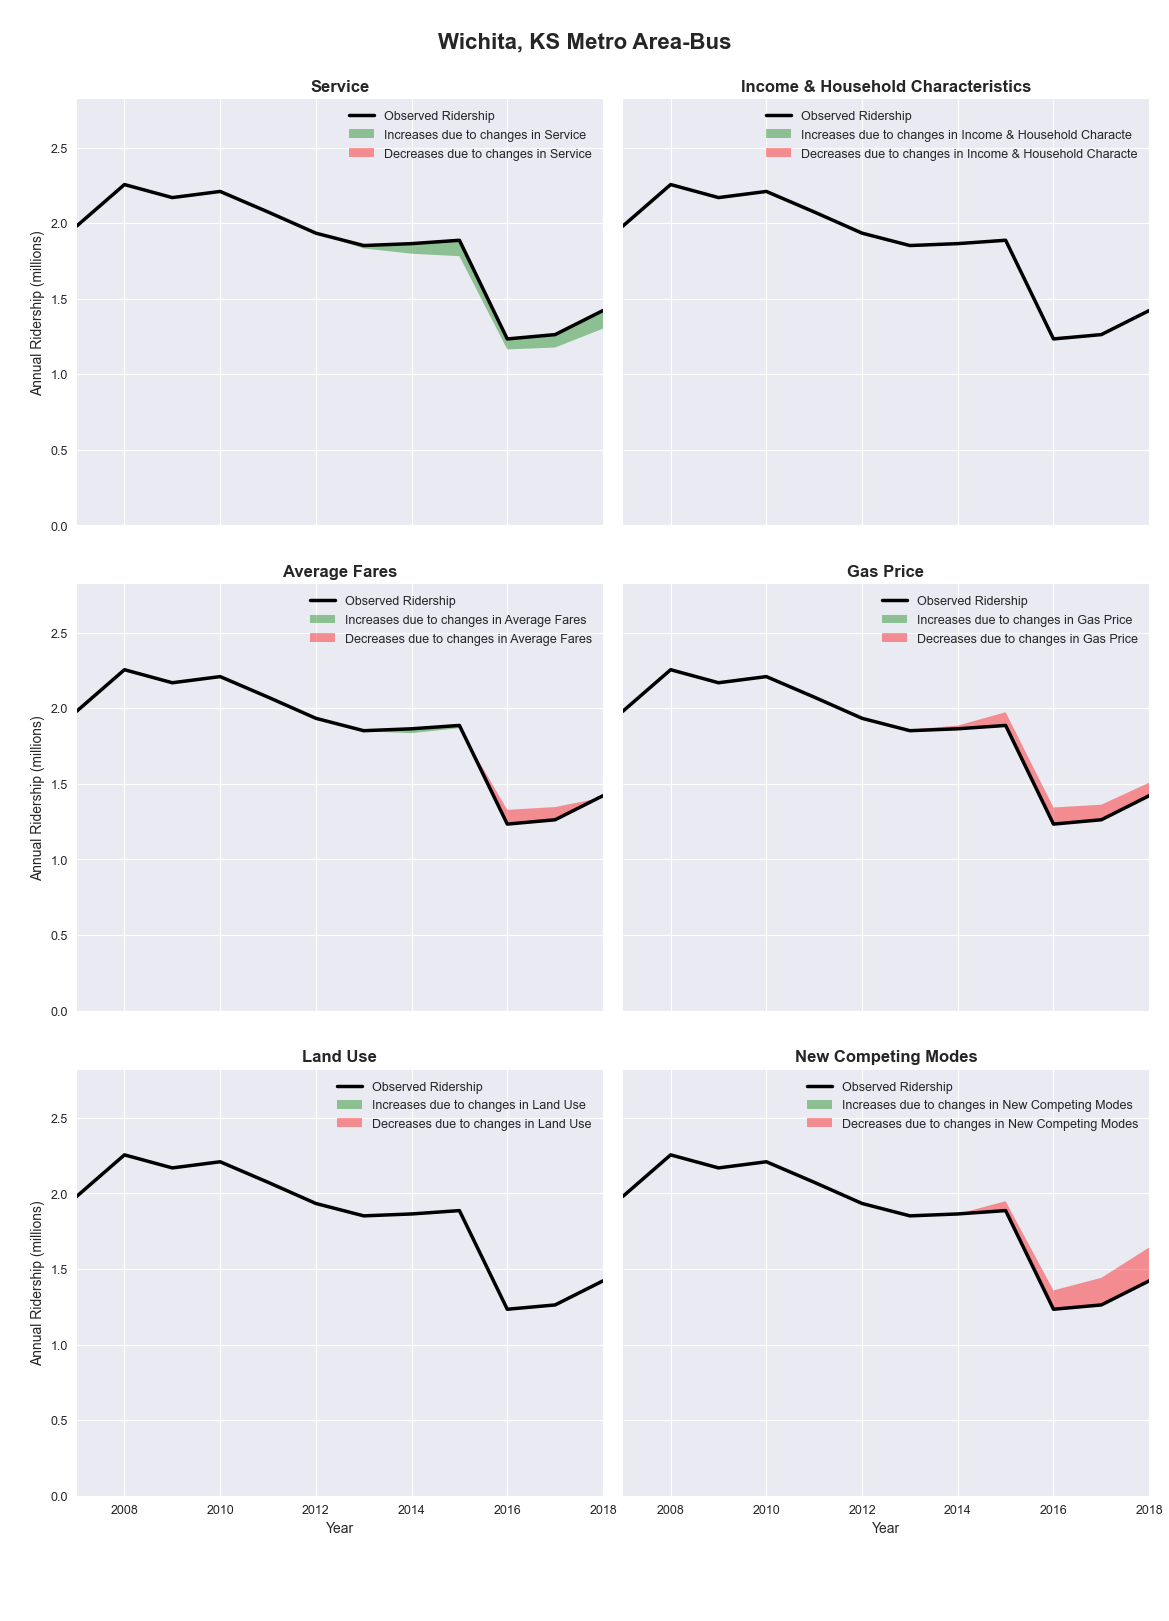 Wichita, KS Metro Area-Bus
Service
Observed Ridership
Increases due to changes in Service
Decreases due to changes in Service
2.5
2.0
1.5
1.0
0.5
0.0
Annual Ridership (millions)
Income & Household Characteristics
Observed Ridership
Increases due to changes in Income & Household Characte
Decreases due to changes in Income & Household Characte
Average Fares
Observed Ridership
Increases due to changes in Average Fares
Decreases due to changes in Average Fares
2.5
2.0
1.5
1.0
0.5
0.0
Annual Ridership (millions)
Gas Price
Observed Ridership
Increases due to changes in Gas Price
Decreases due to changes in Gas Price
Land Use
Observed Ridership
Increases due to changes in Land Use
Decreases due to changes in Land Use
2.5
2.0
1.5
1.0
0.5
0.0
Annual Ridership (millions)
2008 2010 2012 2014 2016 2018
Year
New Competing Modes
Observed Ridership
Increases due to changes in New Competing Modes
Decreases due to changes in New Competing Modes
2008 2010 2012 2014 2016 2018
Year